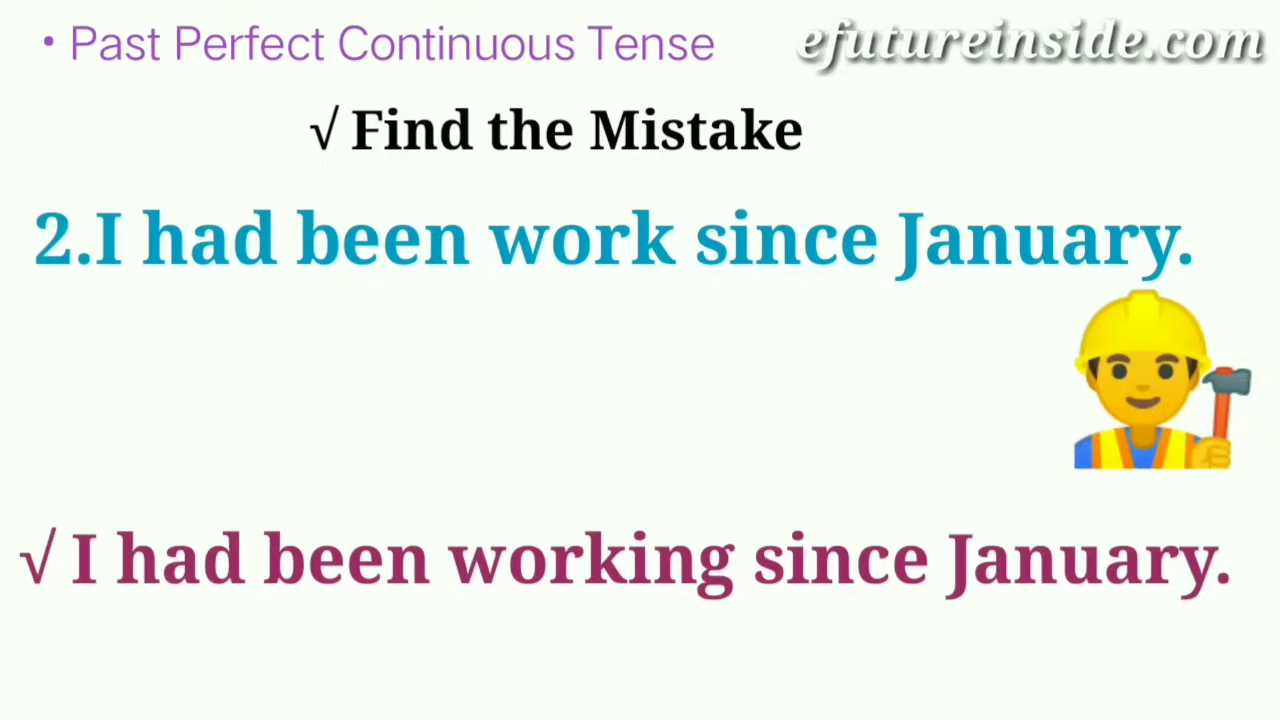 • Past Perfect Continuous Tense
efutureinside.com
√ Find the Mistake
2.I had been work since January.
√ I had been working since January.